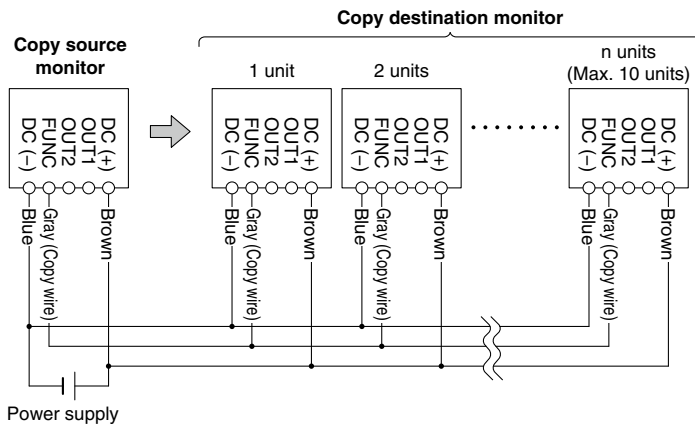 Copy destination monitor
Copy source
monitor
1 unit
2 units
n units
(Max. 10 units)
DC (−)
FUNC
OUT2
OUT1
DC (+)
DC (−)
FUNC
OUT2
OUT1
DC (+)
DC (−)
FUNC
OUT2
OUT1
DC (+)
DC (−)
FUNC
OUT2
OUT1
DC (+)
Blue
Gray (Copy wire)
Brown
Blue
Gray (Copy wire)
Brown
Blue
Gray (Copy wire)
Brown
Blue
Gray (Copy wire)
Brown
Power supply